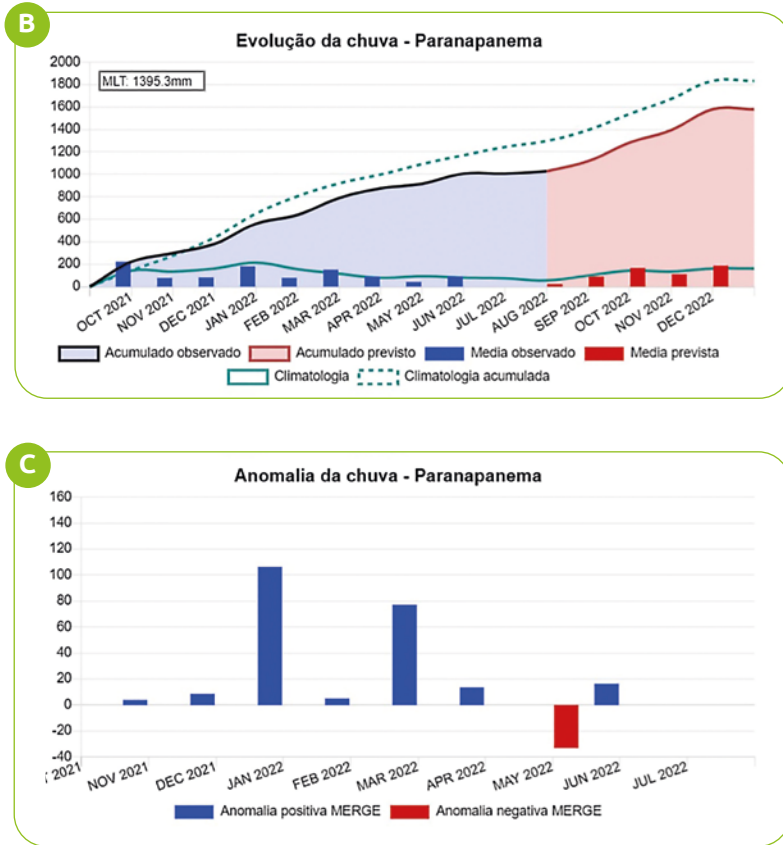 B
Evolução da chuva - Paranapanema
2000
1800
1600
1400
1200
1000
800
600
400
200
0
MLT: 1395.3mm
OCT 2021
NOV 2021
DEC 2021
JAN 2022
FEB 2022
MAR 2022
APR 2022
MAY 2022
JUN 2022
JUL 2022
AUG 2022
SEP 2022
OCT 2022
NOV 2022
DEC 2022
Acumulado observado Acumulado previsto Media observado Media prevista
Climatologia Climatologia acumulada
C
Anomalia da chuva - Paranapanema
160
140
120
100
80
60
40
20
0
-20
-40
2021
NOV 2021
DEC 2021
JAN 2022
FEB 2022
MAR 2022
APR 2022
MAY 2022
JUN 2022
JUL 2022
Anomalia positiva MERGE Anomalia negativa MERGE